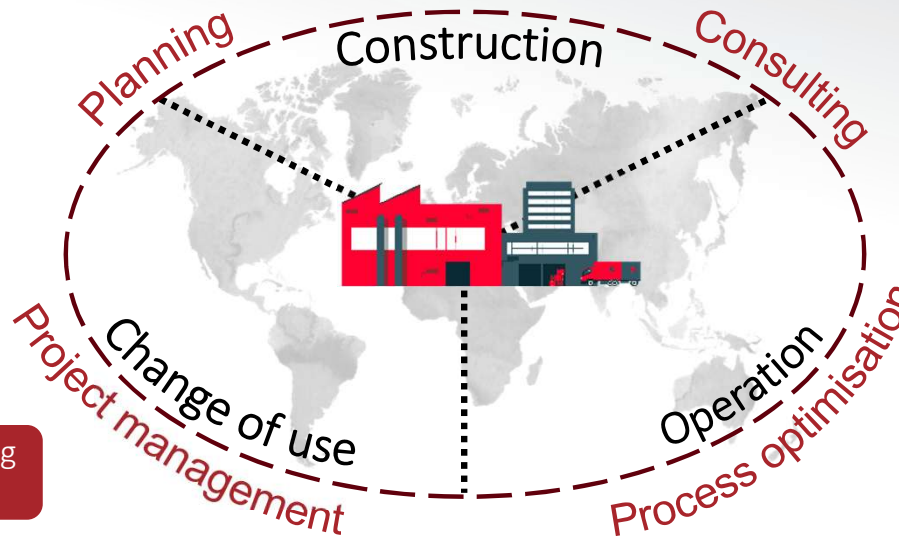 Planning
Construction
Consulting
Change of use
Operation
Project management
Process optimisation
g